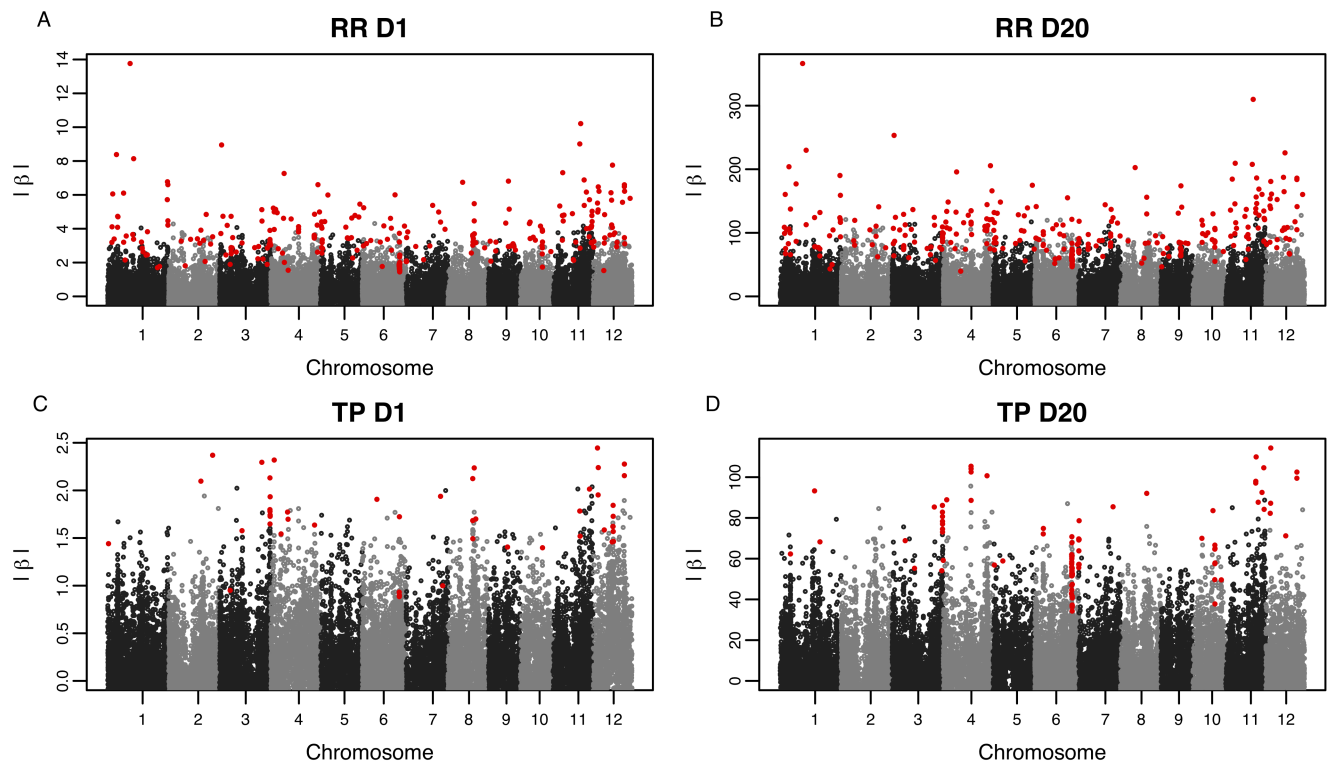 A
RR D1
14
12
10
8
6
4
2
0
| β |
1 2 3 4 5 6 7 8 9 10 11 12
Chromosome
B
RR D20
300
200
100
0
| β |
1 2 3 4 5 6 7 8 9 10 11 12
Chromosome
C
TP D1
2.5
2.0
1.5
1.0
0.5
0.0
| β |
1 2 3 4 5 6 7 8 9 10 11 12
Chromosome
D
TP D20
100
80
60
40
20
0
| β |
1 2 3 4 5 6 7 8 9 10 11 12
Chromosome